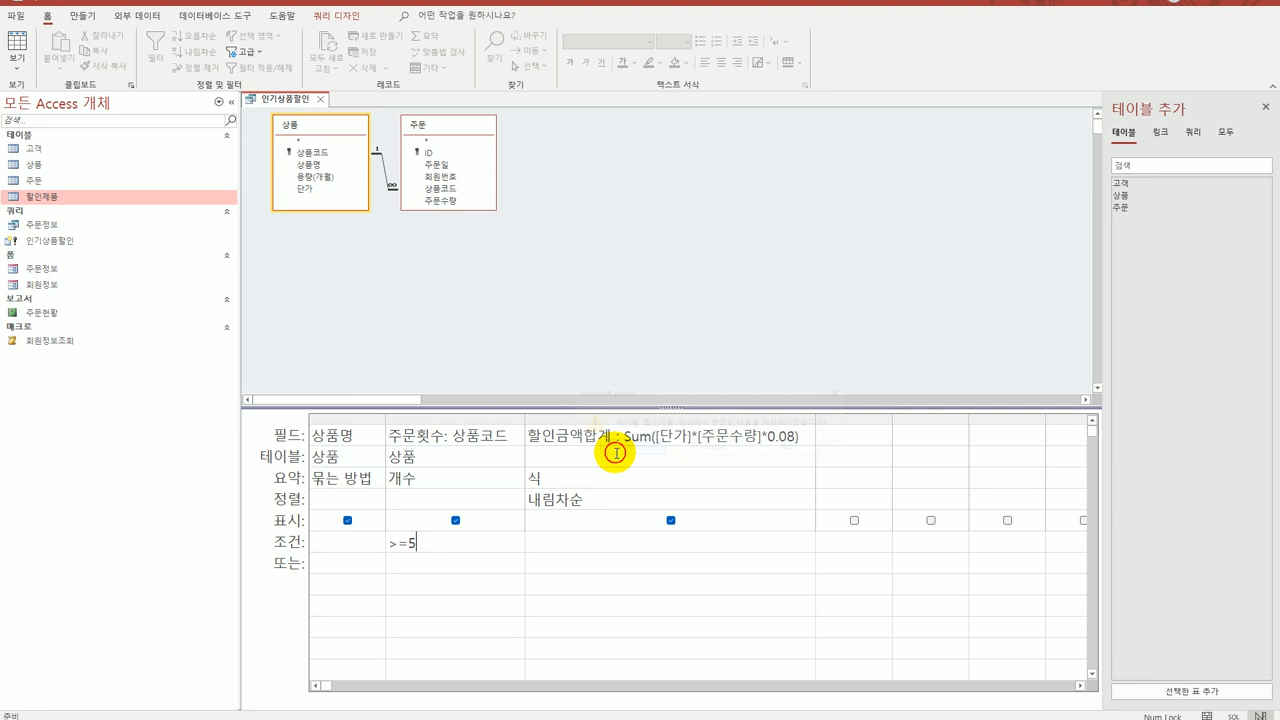 파일 홈 만들기 외부 데이터 데이터베이스 도구 도움말 쿼리 디자인 어떤 작업을 원하시나요?
보기 붙여넣기 잘라내기 복사 서식 복사 필터 오름차순 내림차순 정렬 제거 선택 영역 고급 필터 적용/해제 모두 새로 고침 새로 만들기 저장 삭제 요약 맞춤법 검사 기타 찾기 바꾸기 이동 선택 가 가 가 가
보기 클립보드 정렬 및 필터 레코드 찾기 텍스트 서식
모든 Access 개체
검색...
테이블
고객
상품
주문
할인제품
쿼리
주문정보
인기상품할인
폼
주문정보
회원정보
보고서
주문현황
매크로
회원정보조회
인기상품할인
상품
*
상품코드
상품명
용량(개월)
단가
1
∞
주문
*
ID
주문일
회원번호
상품코드
주문수량
Microsoft Access
필드: 상품명 주문횟수: 상품코드 할인금액합계 : Sum([단가]*[주문수량]*0.08)
테이블: 상품 상품
요약: 묶는 방법 개수 식
정렬: 내림차순
표시:
조건: >=5
또는:
테이블 추가
테이블 링크 쿼리 모두
검색
고객
상품
주문
선택한 표 추가
준비 Num Lock SQL